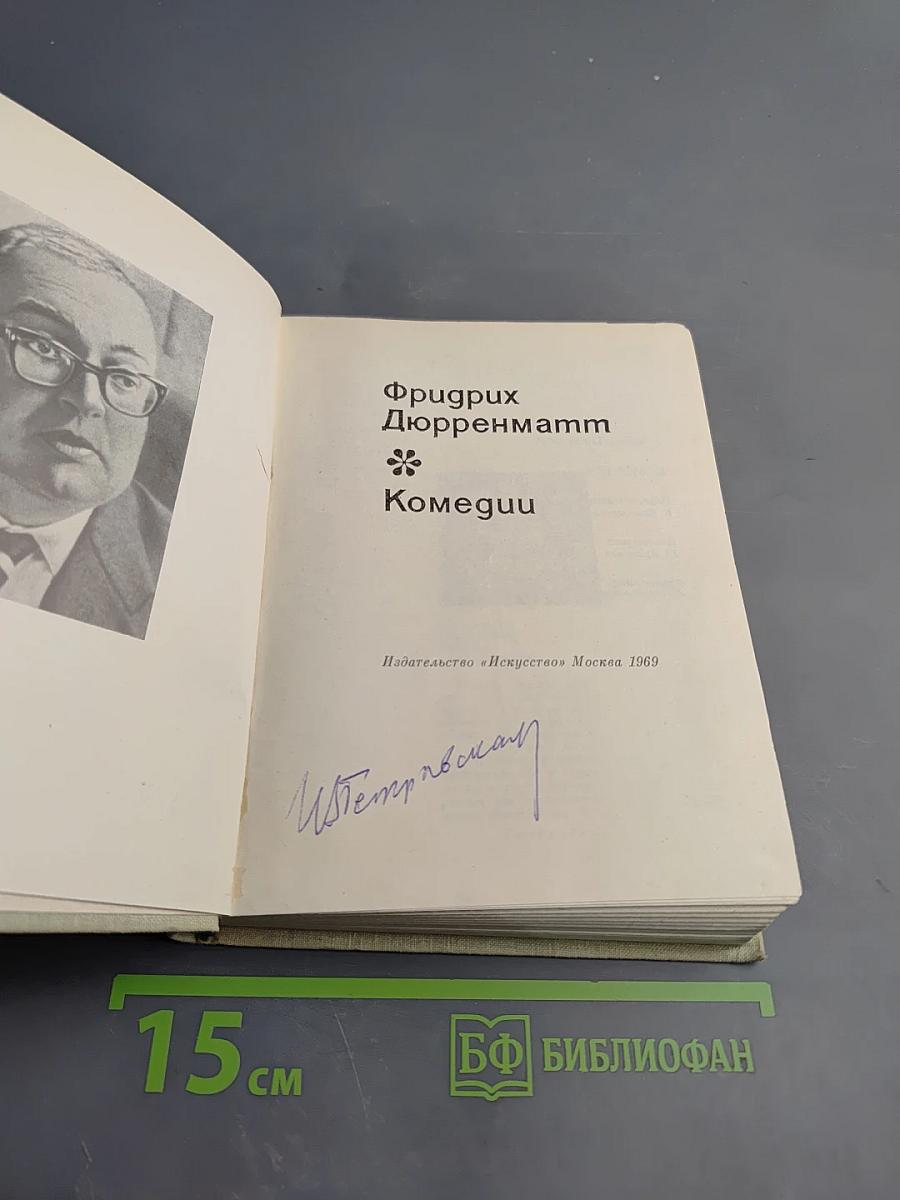 Фридрих
Дюрренматт
Комедии
Издательство «Искусство» Москва 1969
15 см
БФ БИБЛИОФАН